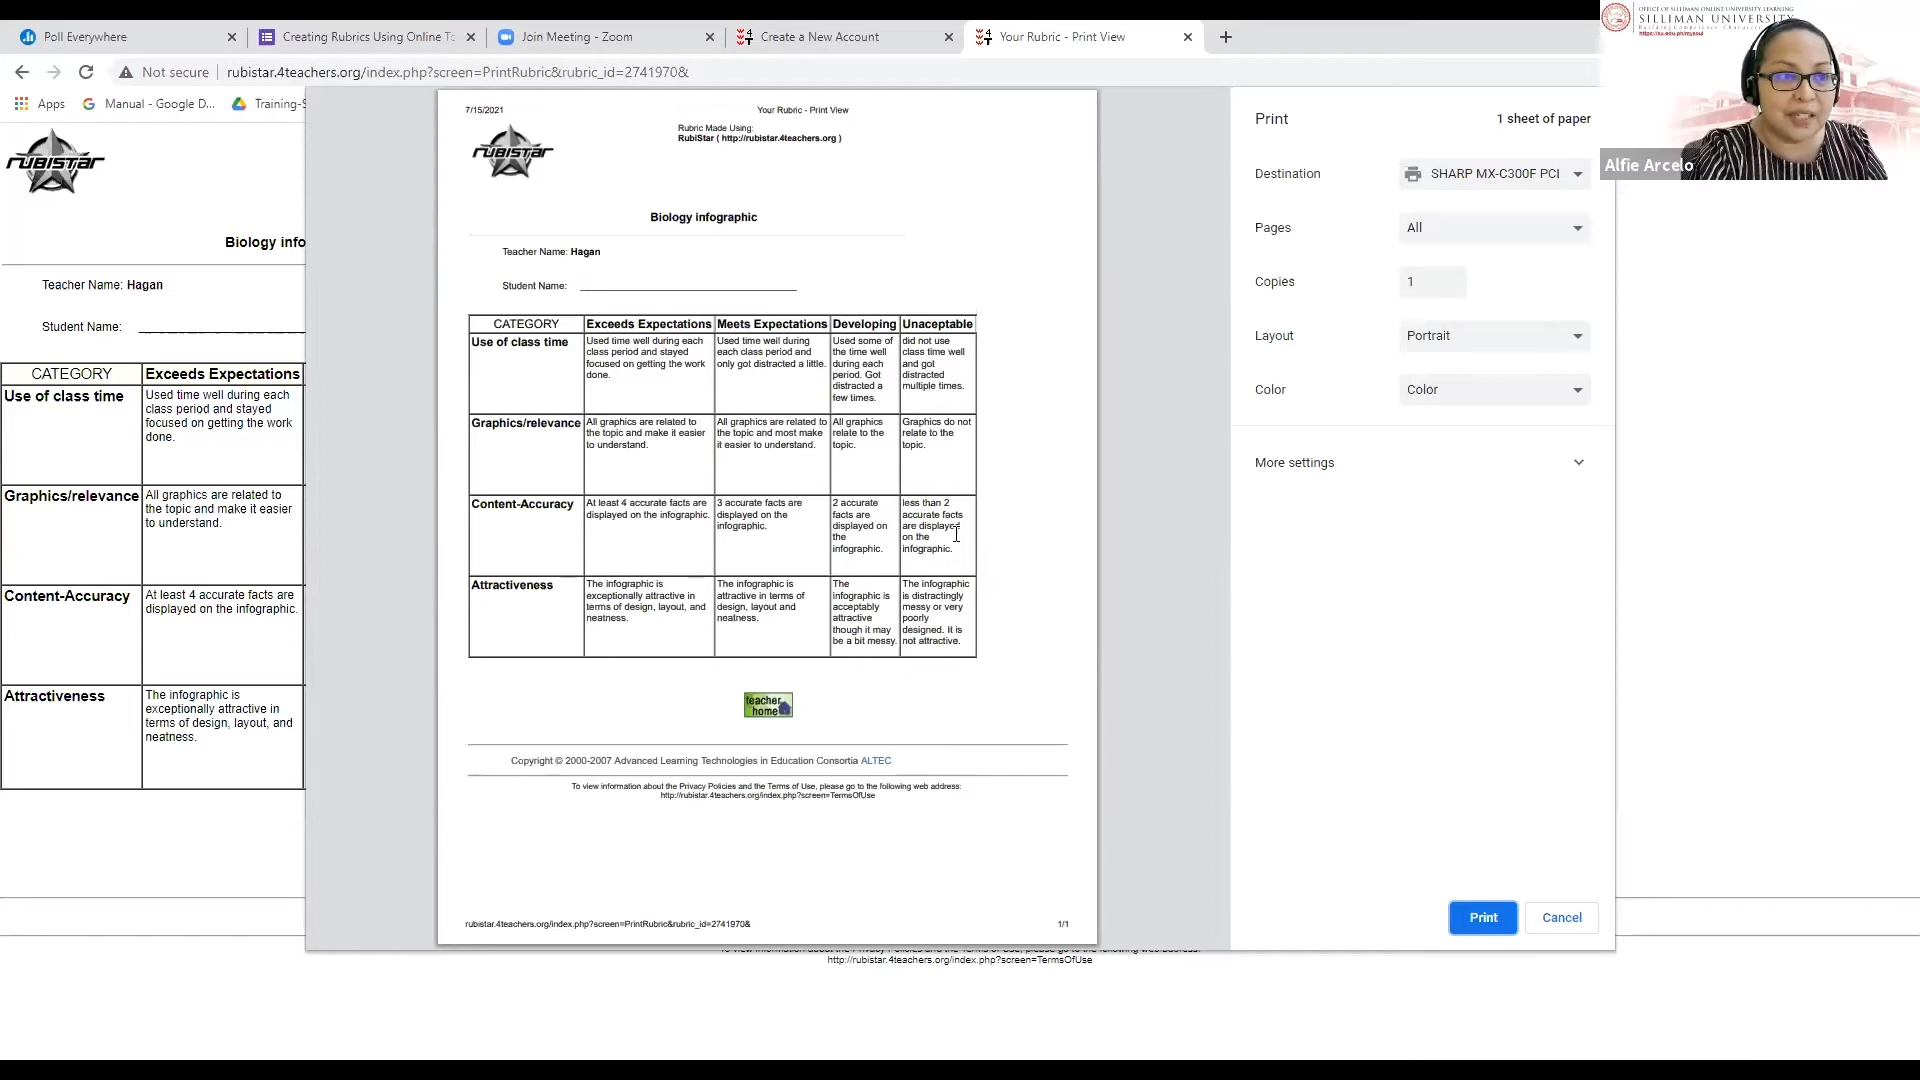 Poll Everywhere
Creating Rubrics Using Online To
Join Meeting - Zoom
Create a New Account
Your Rubric - Print View
Not secure
rubistar.4teachers.org/index.php?screen=PrintRubric&rubric_id=2741970&
Apps
Manual - Google D...
Training-S
OFFICE OF SILLIMAN ONLINE UNIVERSITY LEARNING
SILLIMAN UNIVERSITY
https://su.edu.ph/mysoul
Alfie Arcelo
RUBISTAR
Biology info
Teacher Name: Hagan
Student Name:
CATEGORY
Exceeds Expectations
Use of class time
Used time well during each
class period and stayed
focused on getting the work
done.
Graphics/relevance
All graphics are related to
the topic and make it easier
to understand.
Content-Accuracy
At least 4 accurate facts are
displayed on the infographic.
Attractiveness
The infographic is
exceptionally attractive in
terms of design, layout, and
neatness.
7/15/2021
Your Rubric - Print View
RUBISTAR
Rubric Made Using:
RubiStar ( http://rubistar.4teachers.org )
Biology infographic
Teacher Name: Hagan
Student Name:
CATEGORY
Exceeds Expectations
Meets Expectations
Developing
Unaceptable
Use of class time
Used time well during each
class period and stayed
focused on getting the work
done.
Used time well during
each class period and
only got distracted a little.
Used some of
the time well
during each
period. Got
distracted a
few times.
did not use
class time well
and got
distracted
multiple times.
Graphics/relevance
All graphics are related to
the topic and make it easier
to understand.
All graphics are related to
the topic and most make
it easier to understand.
All graphics
relate to the
topic.
Graphics do not
relate to the
topic.
Content-Accuracy
At least 4 accurate facts are
displayed on the infographic.
3 accurate facts are
displayed on the
infographic.
2 accurate
facts are
displayed on
the
infographic.
less than 2
accurate facts
are displayed
on the
infographic.
Attractiveness
The infographic is
exceptionally attractive in
terms of design, layout, and
neatness.
The infographic is
attractive in terms of
design, layout and
neatness.
The
infographic is
acceptably
attractive
though it may
be a bit messy.
The infographic
is distractingly
messy or very
poorly
designed. It is
not attractive.
teacher
home
Copyright © 2000-2007 Advanced Learning Technologies in Education Consortia ALTEC
To view information about the Privacy Policies and the Terms of Use, please go to the following web address:
http://rubistar.4teachers.org/index.php?screen=TermsOfUse
rubistar.4teachers.org/index.php?screen=PrintRubric&rubric_id=2741970&
1/1
Print
1 sheet of paper
Destination
SHARP MX-C300F PCL
Pages
All
Copies
1
Layout
Portrait
Color
Color
More settings
Print
Cancel
http://rubistar.4teachers.org/index.php?screen=TermsOfUse